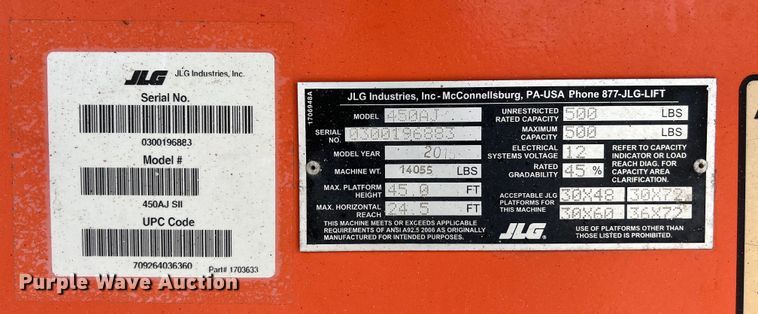 JLG JLG Industries, Inc.
Serial No.
0300196883
Model #
450AJ SII
UPC Code
709264036360 Part# 1703633
1706948A
JLG Industries, Inc - McConnellsburg, PA-USA Phone 877-JLG-LIFT
MODEL 450AJ
SERIAL NO. 0300196883
MODEL YEAR
MACHINE WT. 14055 LBS
MAX. PLATFORM HEIGHT 45.0 FT
MAX. HORIZONTAL REACH 24.5 FT
THIS MACHINE MEETS OR EXCEEDS APPLICABLE
REQUIREMENTS OF ANSI A92.5 2006 AS ORIGINALLY
MANUFACTURED FOR INTENDED PURPOSES.
UNRESTRICTED RATED CAPACITY 500 LBS
MAXIMUM CAPACITY 500 LBS
ELECTRICAL SYSTEMS VOLTAGE 12
RATED GRADABILITY 45 %
REFER TO CAPACITY
INDICATOR OR LOAD
REACH DIAG. FOR
CAPACITY AREA
CLARIFICATION.
ACCEPTABLE JLG
PLATFORMS FOR
THIS MACHINE
30X48 30X72
30X60 36X72
JLG
USE OF PLATFORMS OTHER
THAN THOSE LISTED IS PROHIBITED.
Purple Wave Auction